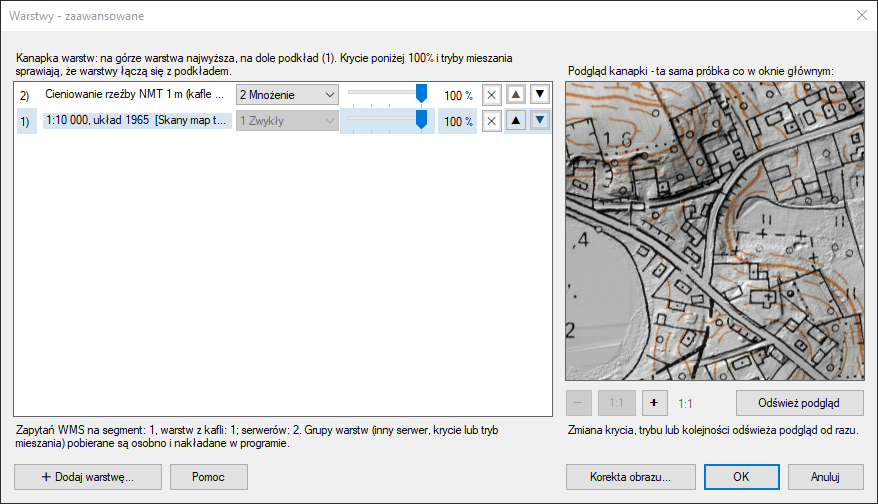 Warstwy - zaawansowane
Kanapka warstw: na górze warstwa najwyższa, na dole podkład (1). Krycie poniżej 100% i tryby mieszania
sprawiają, że warstwy łączą się z podkładem.
Podgląd kanapki - ta sama próbka co w oknie głównym:
2) Cieniowanie rzeźby NMT 1 m (kafle ... 2 Mnożenie 100 %
1) 1:10 000, układ 1965 [Skany map t... 1 Zwykły 100 %
18
,4
2
− 1:1 + 1:1 Odśwież podgląd
Zapytań WMS na segment: 1, warstw z kafli: 1; serwerów: 2. Grupy warstw (inny serwer, krycie lub tryb
mieszania) pobierane są osobno i nakładane w programie.
Zmiana krycia, trybu lub kolejności odświeża podgląd od razu.
+ Dodaj warstwę... Pomoc Korekta obrazu... OK Anuluj